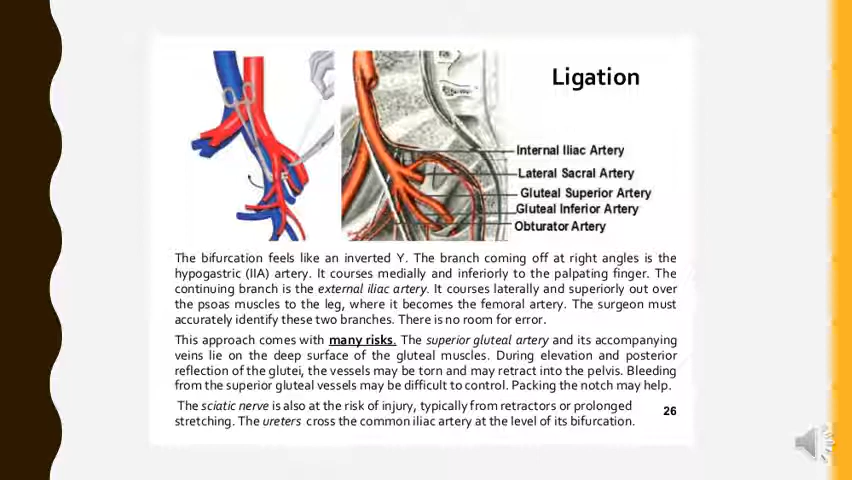 Ligation
Internal Iliac Artery
Lateral Sacral Artery
Gluteal Superior Artery
Gluteal Inferior Artery
Obturator Artery
The bifurcation feels like an inverted Y. The branch coming off at right angles is the
hypogastric (IIA) artery. It courses medially and inferiorly to the palpating finger. The
continuing branch is the external iliac artery. It courses laterally and superiorly out over
the psoas muscles to the leg, where it becomes the femoral artery. The surgeon must
accurately identify these two branches. There is no room for error.
This approach comes with many risks. The superior gluteal artery and its accompanying
veins lie on the deep surface of the gluteal muscles. During elevation and posterior
reflection of the glutei, the vessels may be torn and may retract into the pelvis. Bleeding
from the superior gluteal vessels may be difficult to control. Packing the notch may help.
The sciatic nerve is also at the risk of injury, typically from retractors or prolonged
stretching. The ureters cross the common iliac artery at the level of its bifurcation.
26